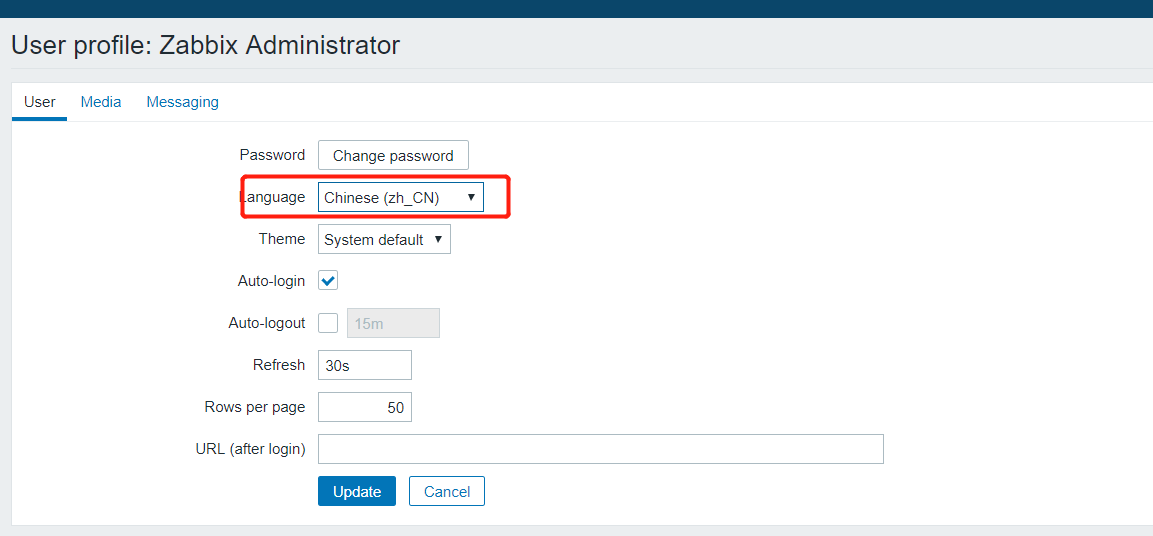 User profile: Zabbix Administrator
User Media Messaging
Password Change password
Language Chinese (zh_CN)
Theme System default
Auto-login
Auto-logout 15m
Refresh 30s
Rows per page 50
URL (after login)
Update Cancel